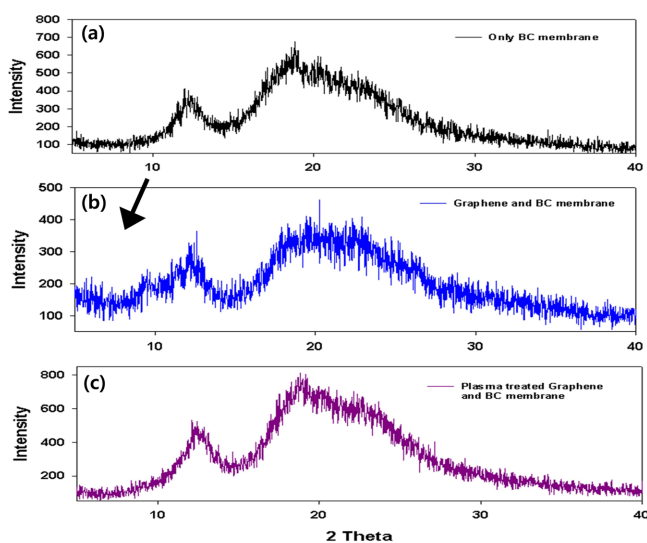 800
700
600
500
400
300
200
100
Intensity
(a)
Only BC membrane
10
20
30
40
500
400
300
200
100
Intensity
(b)
Graphene and BC membrane
10
20
30
40
800
600
400
200
Intensity
(c)
Plasma treated Graphene
and BC membrane
10
20
30
40
2 Theta